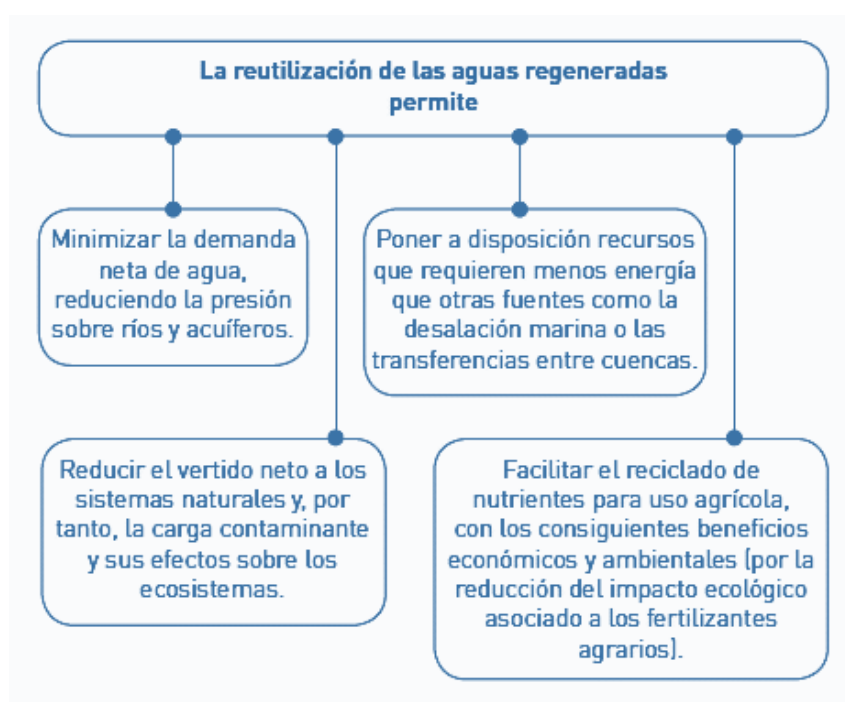 La reutilización de las aguas regeneradas
permite
Minimizar la demanda
neta de agua,
reduciendo la presión
sobre ríos y acuíferos.
Poner a disposición recursos
que requieren menos energía
que otras fuentes como la
desalación marina o las
transferencias entre cuencas.
Reducir el vertido neto a los
sistemas naturales y, por
tanto, la carga contaminante
y sus efectos sobre los
ecosistemas.
Facilitar el reciclado de
nutrientes para uso agrícola,
con los consiguientes beneficios
económicos y ambientales (por la
reducción del impacto ecológico
asociado a los fertilizantes
agrarios).